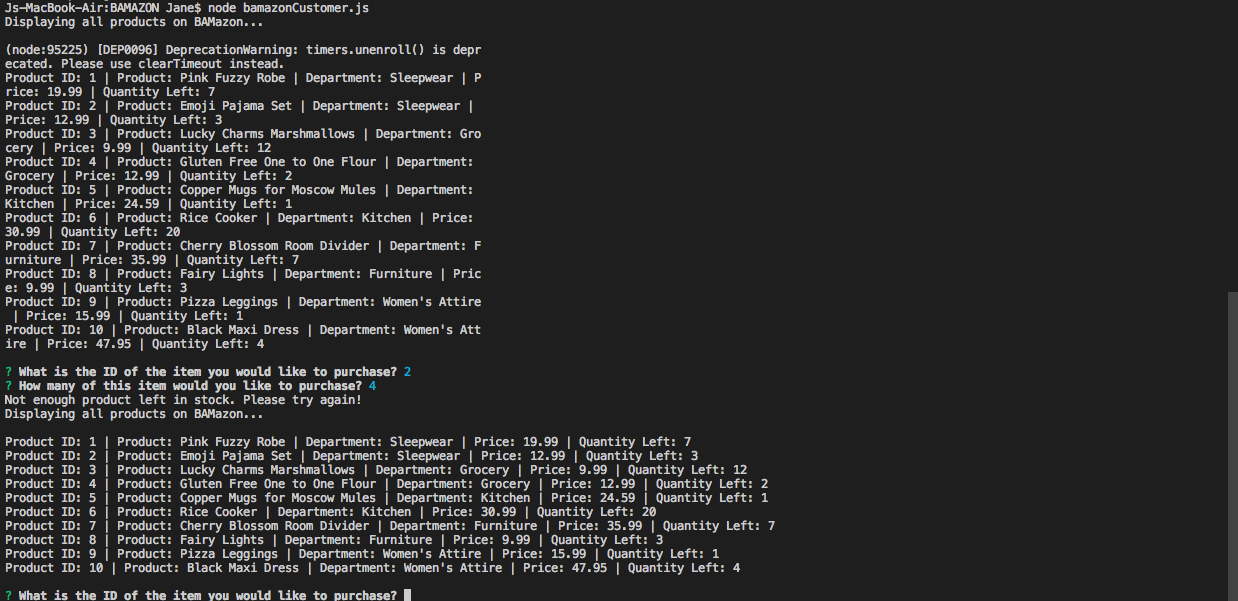 Js-MacBook-Air:BAMAZON Jane$ node bamazonCustomer.js
Displaying all products on BAMazon...
(node:95225) [DEP0096] DeprecationWarning: timers.unenroll() is depr
ecated. Please use clearTimeout instead.
Product ID: 1 | Product: Pink Fuzzy Robe | Department: Sleepwear | P
rice: 19.99 | Quantity Left: 7
Product ID: 2 | Product: Emoji Pajama Set | Department: Sleepwear |
Price: 12.99 | Quantity Left: 3
Product ID: 3 | Product: Lucky Charms Marshmallows | Department: Gro
cery | Price: 9.99 | Quantity Left: 12
Product ID: 4 | Product: Gluten Free One to One Flour | Department:
Grocery | Price: 12.99 | Quantity Left: 2
Product ID: 5 | Product: Copper Mugs for Moscow Mules | Department:
Kitchen | Price: 24.59 | Quantity Left: 1
Product ID: 6 | Product: Rice Cooker | Department: Kitchen | Price:
30.99 | Quantity Left: 20
Product ID: 7 | Product: Cherry Blossom Room Divider | Department: F
urniture | Price: 35.99 | Quantity Left: 7
Product ID: 8 | Product: Fairy Lights | Department: Furniture | Pric
e: 9.99 | Quantity Left: 3
Product ID: 9 | Product: Pizza Leggings | Department: Women's Attire
 | Price: 15.99 | Quantity Left: 1
Product ID: 10 | Product: Black Maxi Dress | Department: Women's Att
ire | Price: 47.95 | Quantity Left: 4
? What is the ID of the item you would like to purchase? 2
? How many of this item would you like to purchase? 4
Not enough product left in stock. Please try again!
Displaying all products on BAMazon...
Product ID: 1 | Product: Pink Fuzzy Robe | Department: Sleepwear | Price: 19.99 | Quantity Left: 7
Product ID: 2 | Product: Emoji Pajama Set | Department: Sleepwear | Price: 12.99 | Quantity Left: 3
Product ID: 3 | Product: Lucky Charms Marshmallows | Department: Grocery | Price: 9.99 | Quantity Left: 12
Product ID: 4 | Product: Gluten Free One to One Flour | Department: Grocery | Price: 12.99 | Quantity Left: 2
Product ID: 5 | Product: Copper Mugs for Moscow Mules | Department: Kitchen | Price: 24.59 | Quantity Left: 1
Product ID: 6 | Product: Rice Cooker | Department: Kitchen | Price: 30.99 | Quantity Left: 20
Product ID: 7 | Product: Cherry Blossom Room Divider | Department: Furniture | Price: 35.99 | Quantity Left: 7
Product ID: 8 | Product: Fairy Lights | Department: Furniture | Price: 9.99 | Quantity Left: 3
Product ID: 9 | Product: Pizza Leggings | Department: Women's Attire | Price: 15.99 | Quantity Left: 1
Product ID: 10 | Product: Black Maxi Dress | Department: Women's Attire | Price: 47.95 | Quantity Left: 4
? What is the ID of the item you would like to purchase?